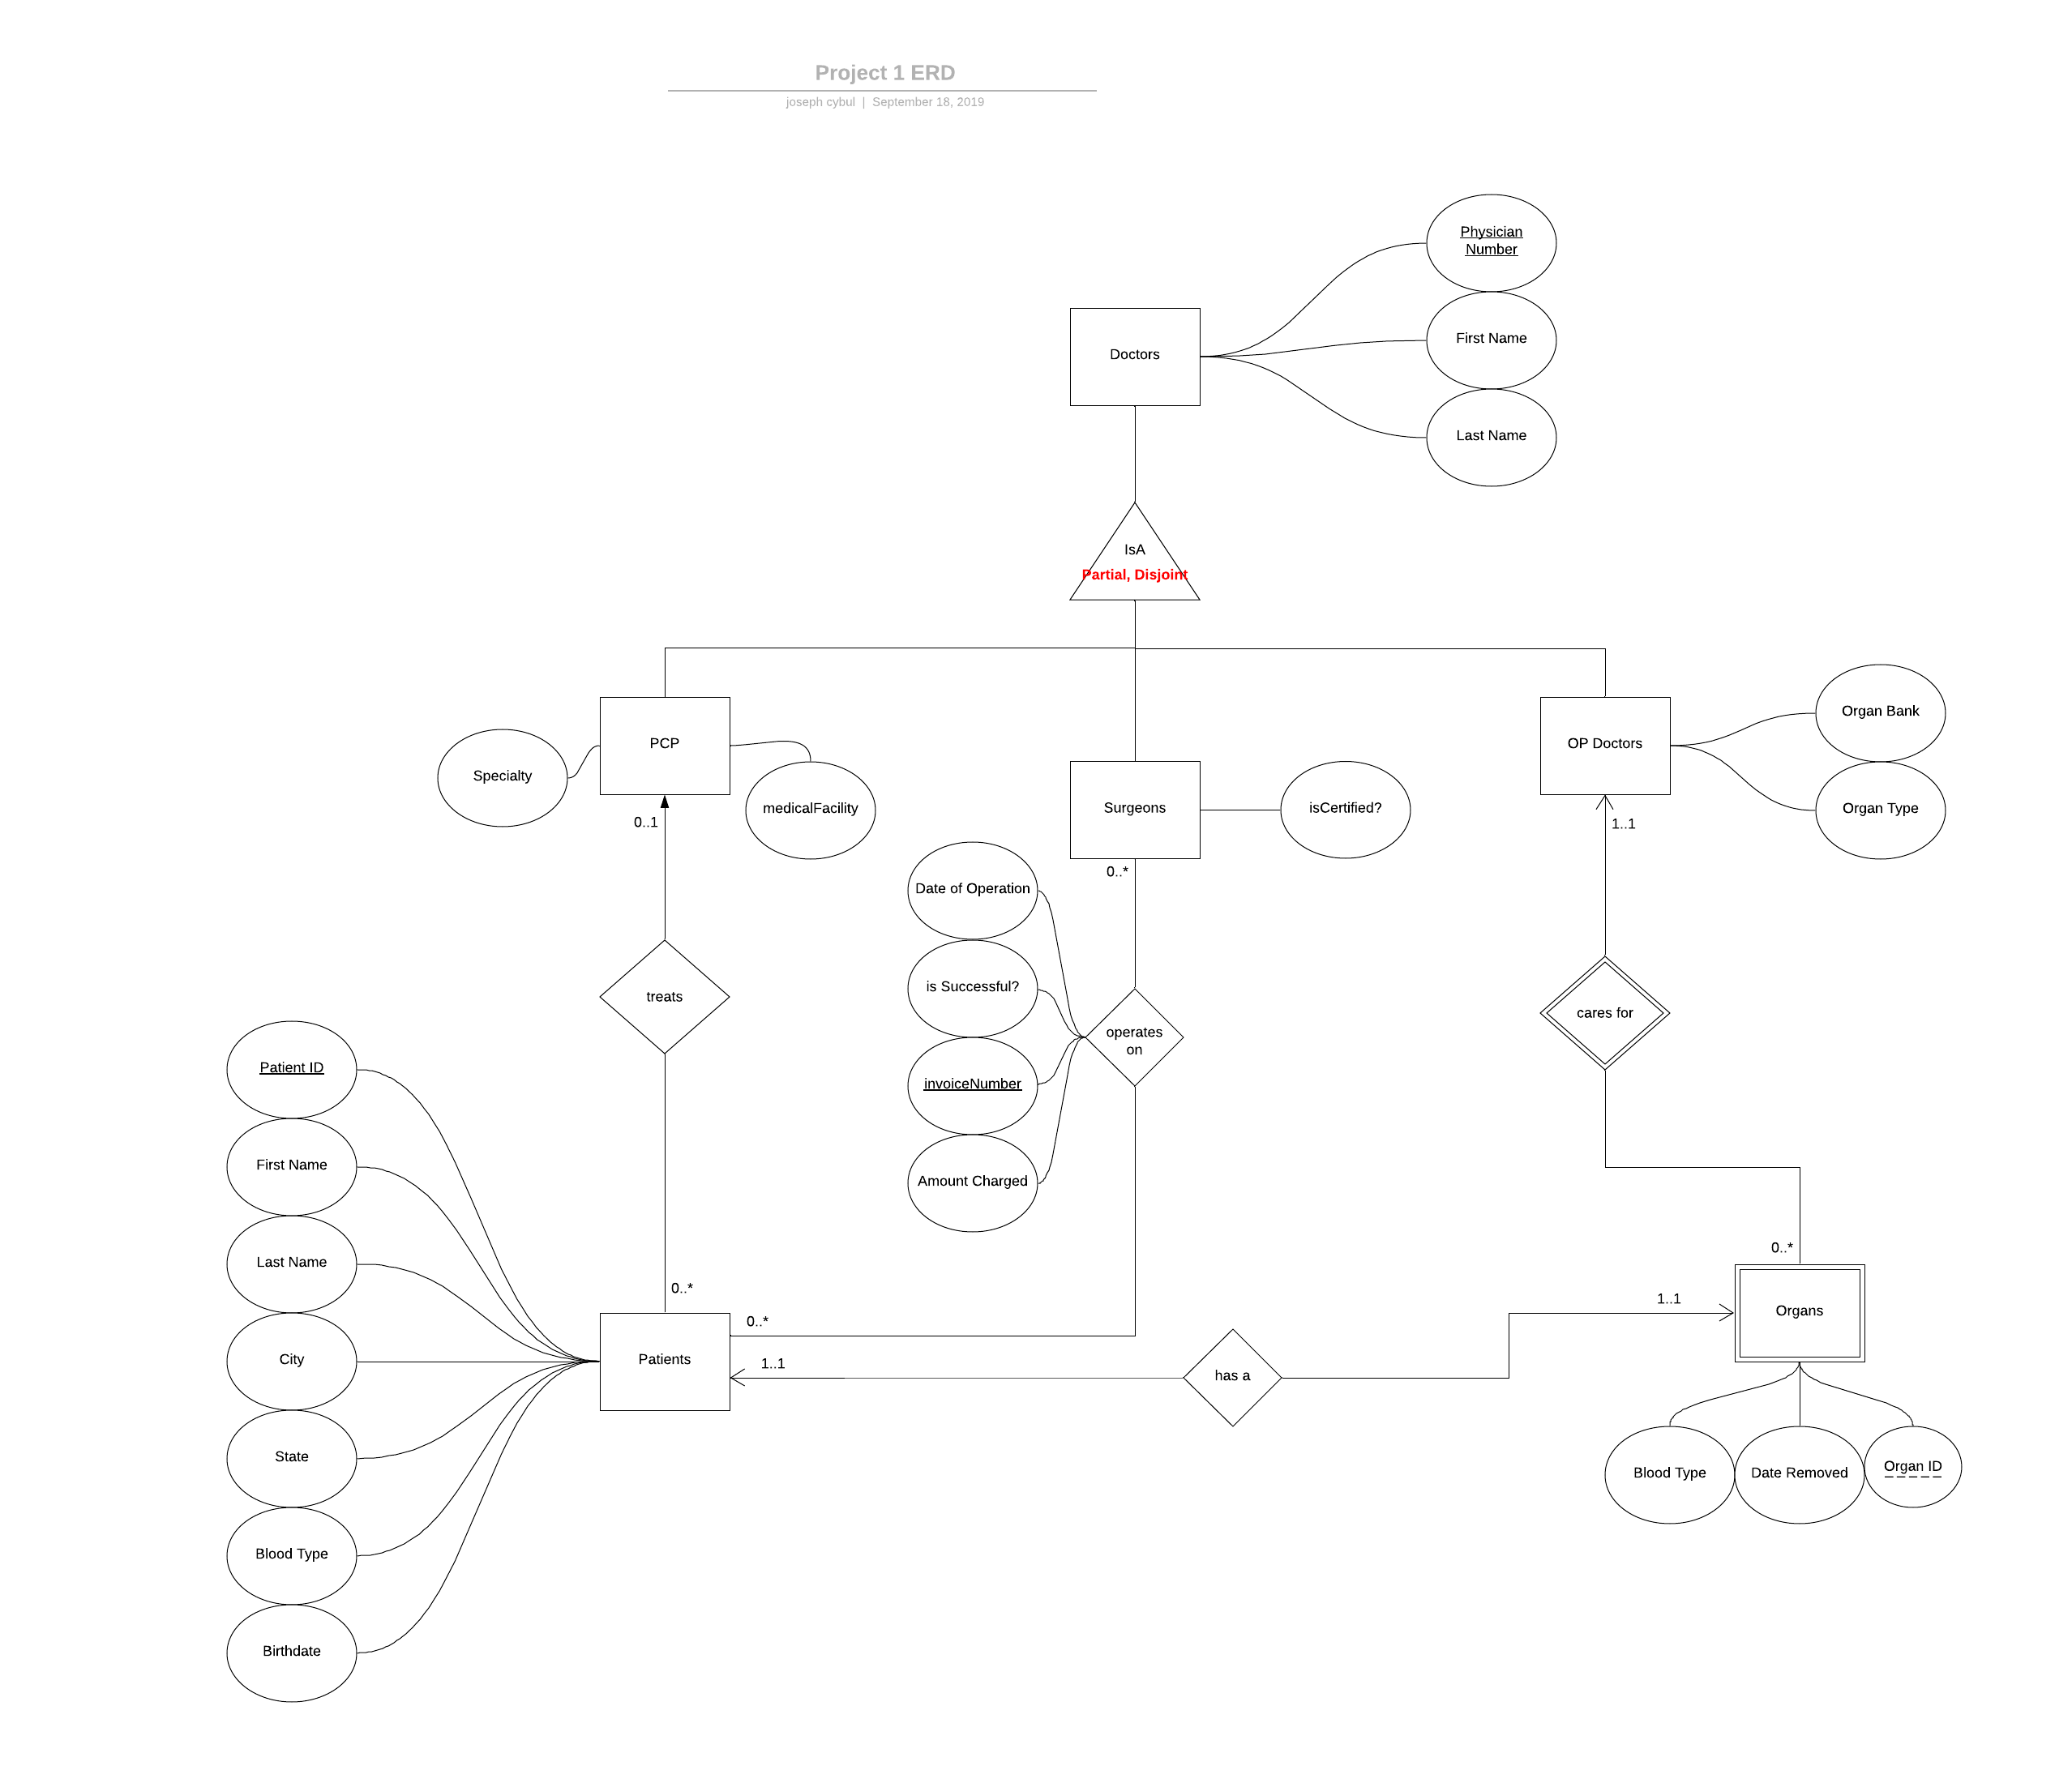 Project 1 ERD
joseph cybul | September 18, 2019
Physician
Number
First Name
Doctors
Last Name
IsA
Partial, Disjoint
Organ Bank
PCP
OP Doctors
Specialty
medicalFacility
Surgeons
isCertified?
Organ Type
0..1
1..1
0..*
Date of Operation
is Successful?
treats
cares for
operates
on
Patient ID
invoiceNumber
First Name
Amount Charged
Last Name
0..*
0..*
1..1
Organs
0..*
City
Patients
1..1
has a
State
Blood Type
Date Removed
Organ ID
Blood Type
Birthdate